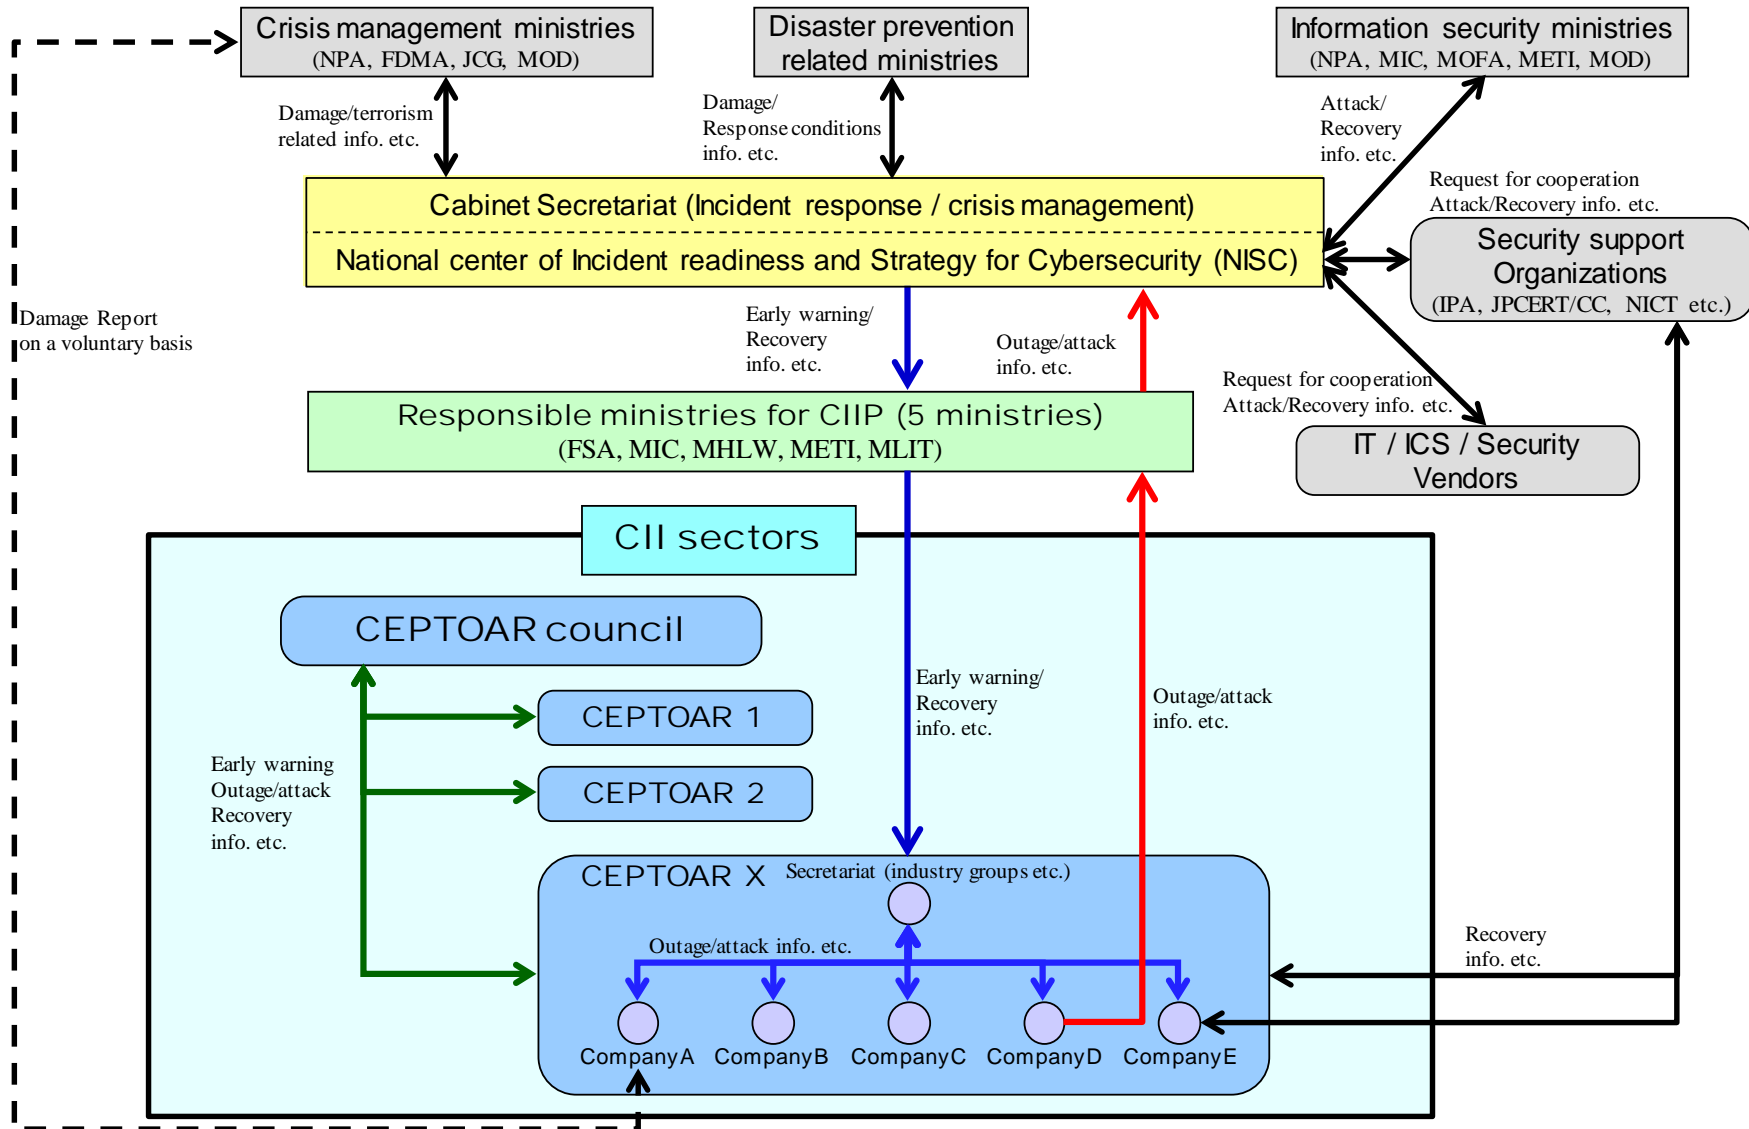 Crisis management ministries
(NPA, FDMA, JCG, MOD)
Disaster prevention
related ministries
Information security ministries
(NPA, MIC, MOFA, METI, MOD)
Damage/terrorism
related info. etc.
Damage/
Response conditions
info. etc.
Attack/
Recovery
info. etc.
Request for cooperation
Attack/Recovery info. etc.
Cabinet Secretariat (Incident response / crisis management)
National center of Incident readiness and Strategy for Cybersecurity (NISC)
Security support
Organizations
(IPA, JPCERT/CC, NICT etc.)
Damage Report
on a voluntary basis
Early warning/
Recovery
info. etc.
Outage/attack
info. etc.
Request for cooperation
Attack/Recovery info. etc.
Responsible ministries for CIIP (5 ministries)
(FSA, MIC, MHLW, METI, MLIT)
IT / ICS / Security
Vendors
CII sectors
CEPTOAR council
CEPTOAR 1
CEPTOAR 2
Early warning/
Recovery
info. etc.
Outage/attack
info. etc.
Early warning
Outage/attack
Recovery
info. etc.
CEPTOAR X
Secretariat (industry groups etc.)
Outage/attack info. etc.
Recovery
info. etc.
CompanyA
CompanyB
CompanyC
CompanyD
CompanyE